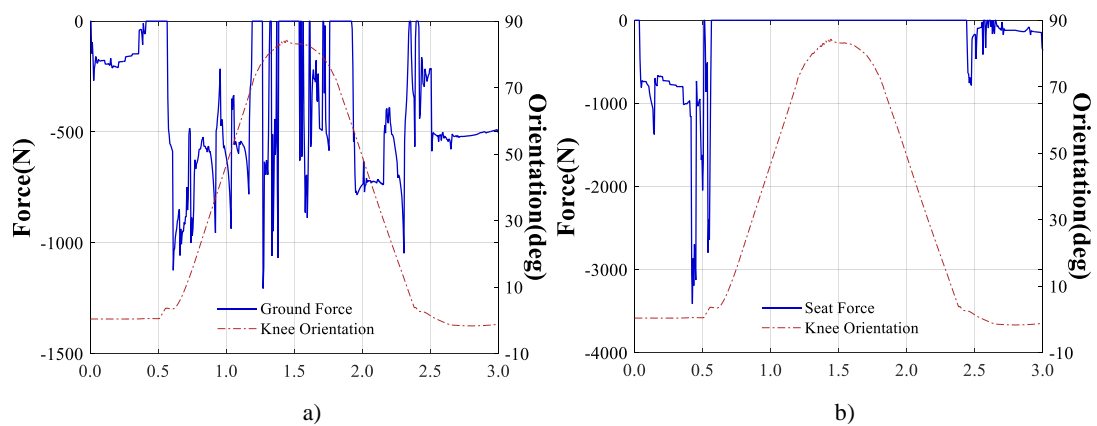 0
-500
-1000
-1500
Force(N)
90
70
50
30
10
-10
Orientation(deg)
Ground Force
Knee Orientation
0.0 0.5 1.0 1.5 2.0 2.5 3.0
a)
0
-1000
-2000
-3000
-4000
Force(N)
90
70
50
30
10
-10
Orientation(deg)
Seat Force
Knee Orientation
0.0 0.5 1.0 1.5 2.0 2.5 3.0
b)